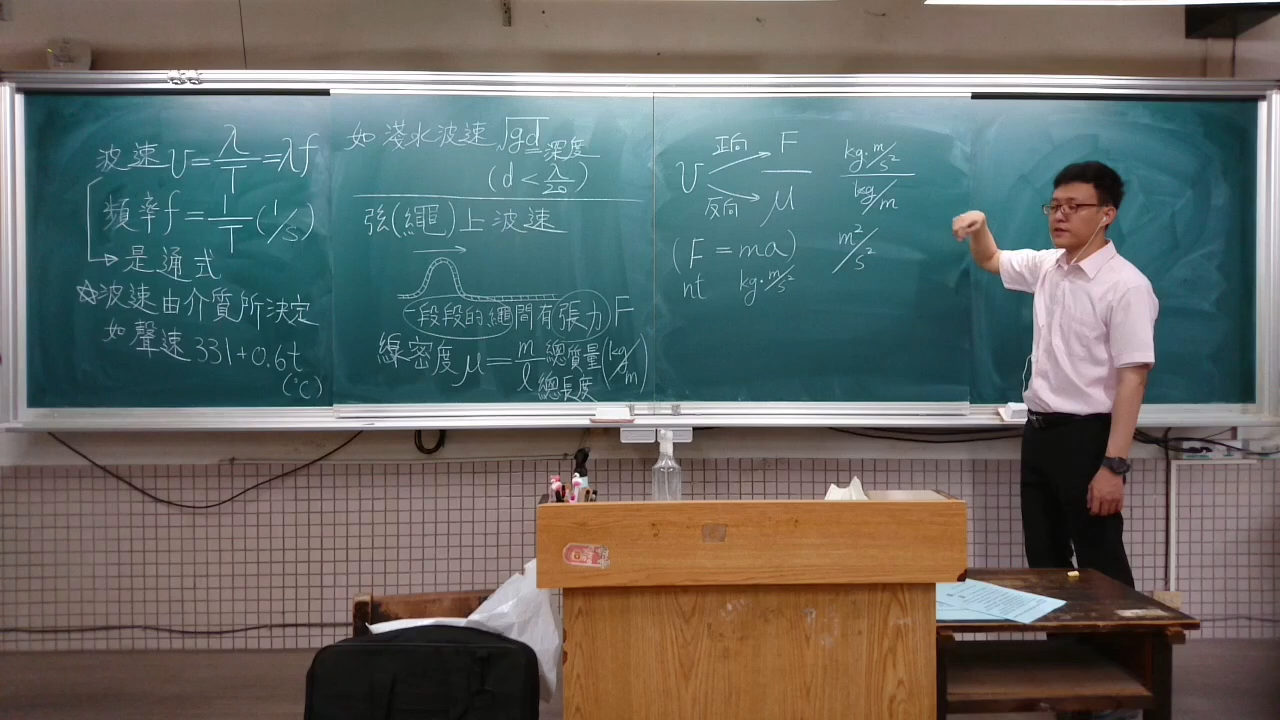 波速 v = λ/T = λf
頻率 f = 1/T (1/s)
是通式
☆波速由介質所決定
如聲速 331+0.6t
(°C)
如淺水波速 √gd 深度
(d < λ/20)
弦(繩)上波速
一段段的繩間有張力 F
線密度 μ = m/l 總質量/總長度 (kg/m)
v 正向 F
反向 μ
(F = ma)
nt kg·m/s²
kg·m/s² / kg/m
m²/s²